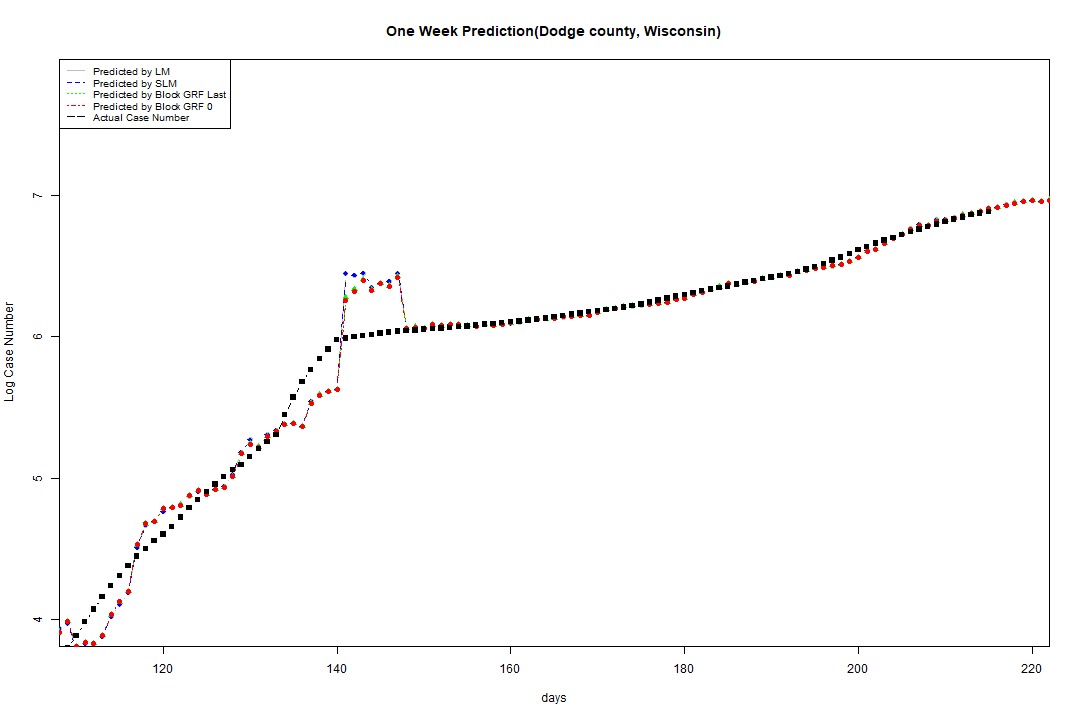 One Week Prediction(Dodge county, Wisconsin)
Predicted by LM
Predicted by SLM
Predicted by Block GRF Last
Predicted by Block GRF 0
Actual Case Number
7
6
5
4
Log Case Number
120 140 160 180 200 220
days